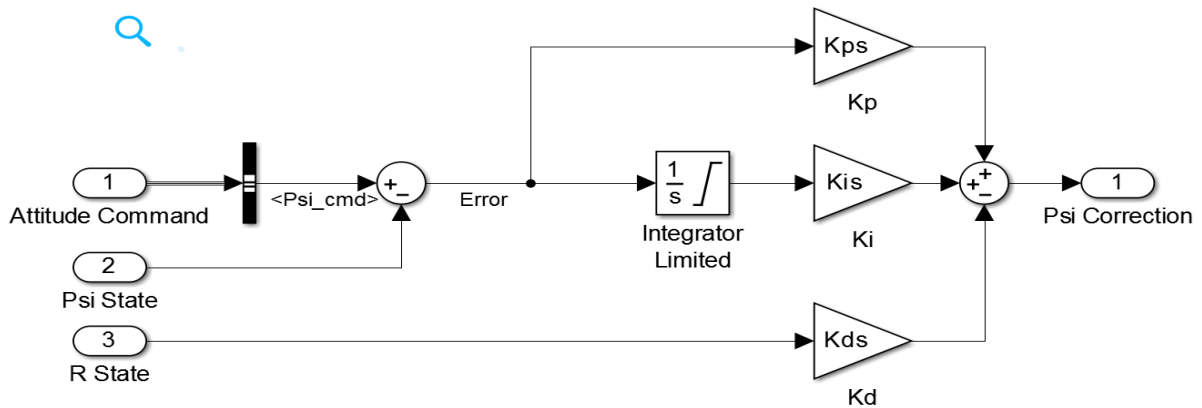 Kps
Kp
1
Attitude Command
<Psi_cmd>
+
−
Error
1
s
Integrator
Limited
Kis
Ki
+
+
−
1
Psi Correction
2
Psi State
3
R State
Kds
Kd